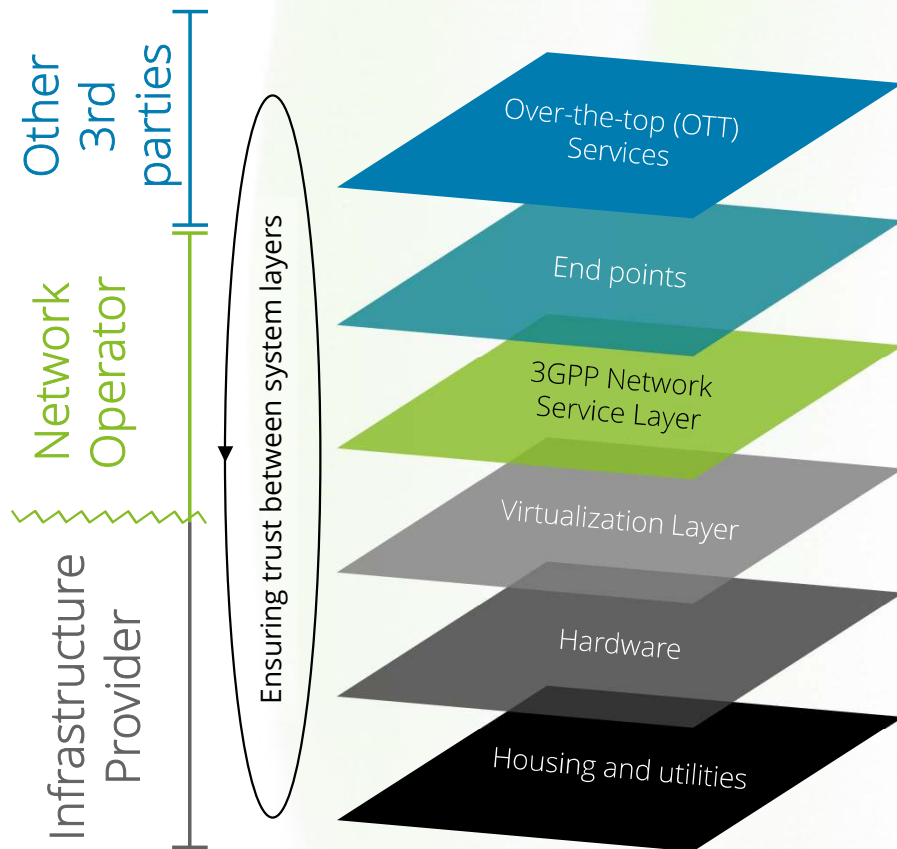 Other
3rd
parties
Network
Operator
Infrastructure
Provider
Ensuring trust between system layers
Over-the-top (OTT)
Services
End points
3GPP Network
Service Layer
Virtualization Layer
Hardware
Housing and utilities